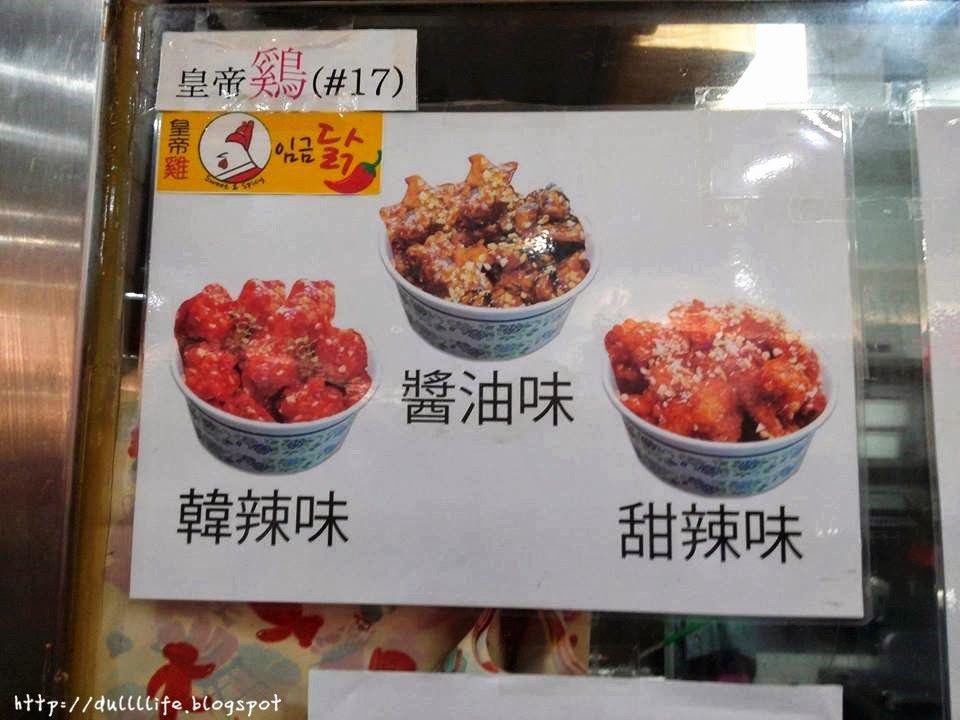 皇帝鷄(#17)
皇帝雞
임금닭
Sweet & Spicy
醬油味
韓辣味
甜辣味
http://dullllife.blogspot